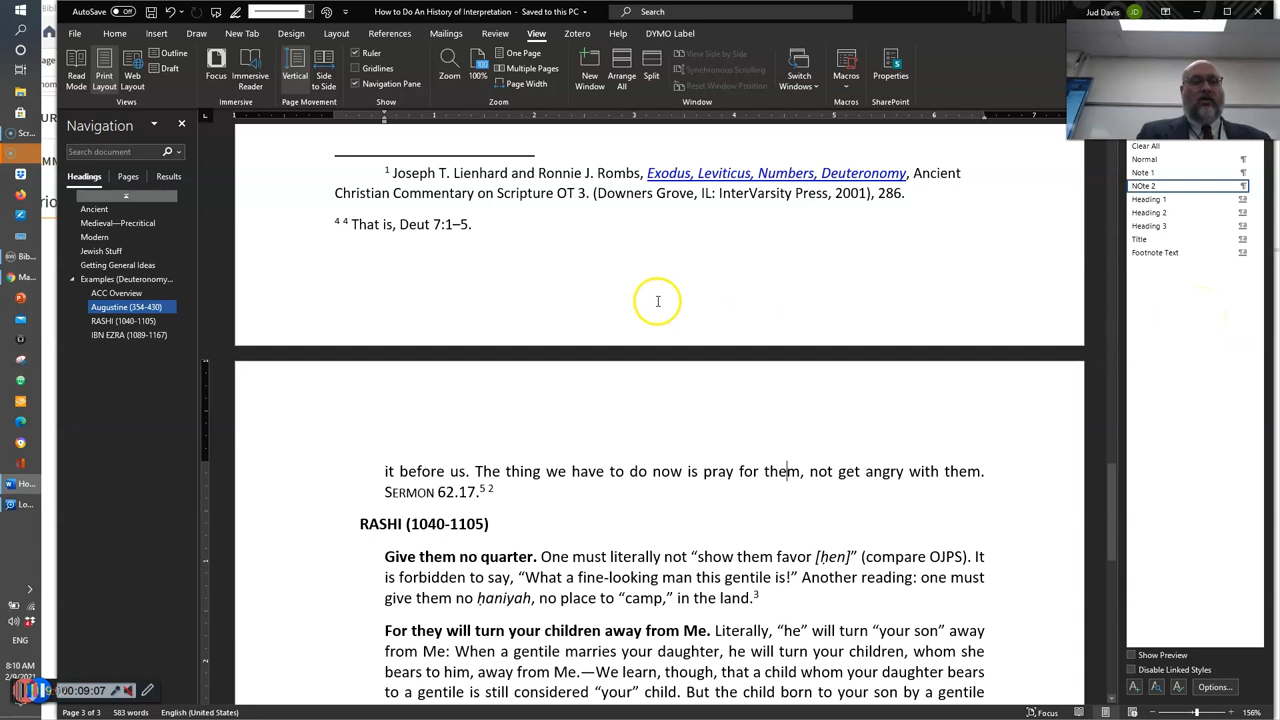 AutoSave Off How to Do An History of Interpretation - Saved to this PC Search Jud Davis JD
File Home Insert Draw New Tab Design Layout References Mailings Review View Zotero Help DYMO Label
Read Mode Print Layout Web Layout Outline Draft Focus Immersive Reader Vertical Side to Side Ruler Gridlines Navigation Pane Zoom 100 100% One Page Multiple Pages Page Width New Window Arrange All Split View Side by Side Synchronous Scrolling Reset Window Position Switch Windows Macros Properties
Views Immersive Page Movement Show Zoom Window Macros SharePoint
Navigation
Search document
Headings Pages Results
Ancient
Medieval—Precritical
Modern
Jewish Stuff
Getting General Ideas
Examples (Deuteronomy...
ACC Overview
Augustine (354-430)
RASHI (1040-1105)
IBN EZRA (1089-1167)
1 Joseph T. Lienhard and Ronnie J. Rombs, Exodus, Leviticus, Numbers, Deuteronomy, Ancient
Christian Commentary on Scripture OT 3. (Downers Grove, IL: InterVarsity Press, 2001), 286.
4 4 That is, Deut 7:1–5.
it before us. The thing we have to do now is pray for them, not get angry with them.
SERMON 62.17.5 2
RASHI (1040-1105)
Give them no quarter. One must literally not “show them favor [ḥen]” (compare OJPS). It
is forbidden to say, “What a fine-looking man this gentile is!” Another reading: one must
give them no ḥaniyah, no place to “camp,” in the land.3
For they will turn your children away from Me. Literally, “he” will turn “your son” away
from Me: When a gentile marries your daughter, he will turn your children, whom she
bears to him, away from Me.—We learn, though, that a child whom your daughter bears
to a gentile is still considered “your” child. But the child born to your son by a gentile
Clear All
Normal
Note 1
NOte 2
Heading 1
Heading 2
Heading 3
Title
Footnote Text
Show Preview
Disable Linked Styles
Options...
ENG
8:10 AM
2/9/2021
00:09:07
Page 3 of 3 583 words English (United States) Focus 156%